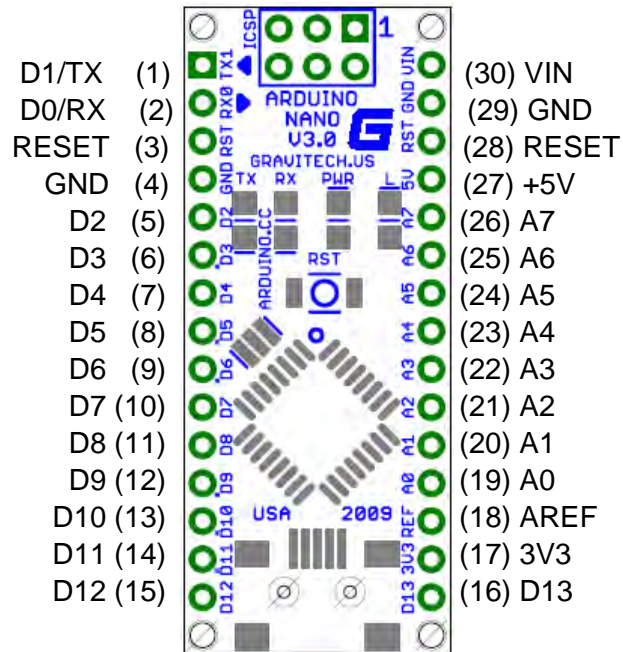 D1/TX (1)
D0/RX (2)
RESET (3)
GND (4)
D2 (5)
D3 (6)
D4 (7)
D5 (8)
D6 (9)
D7 (10)
D8 (11)
D9 (12)
D10 (13)
D11 (14)
D12 (15)
ICSP
1
TX1
RX0
RST
GND
D2
D3
D4
D5
D6
D7
D8
D9
D10
D11
D12
ARDUINO
NANO
V3.0
G
GRAVITECH.US
TX RX PWR L
ARDUINO.CC
RST
USA 2009
VIN
GND
RST
5V
A7
A6
A5
A4
A3
A2
A1
A0
REF
3V3
D13
(30) VIN
(29) GND
(28) RESET
(27) +5V
(26) A7
(25) A6
(24) A5
(23) A4
(22) A3
(21) A2
(20) A1
(19) A0
(18) AREF
(17) 3V3
(16) D13